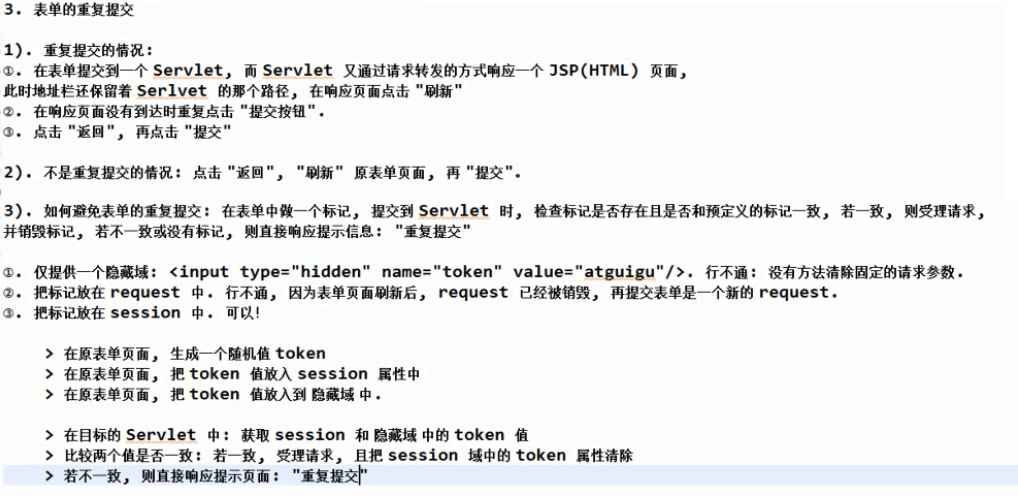 3. 表单的重复提交
1). 重复提交的情况:
①. 在表单提交到一个 Servlet, 而 Servlet 又通过请求转发的方式响应一个 JSP(HTML) 页面,
此时地址栏还保留着 Serlvet 的那个路径, 在响应页面点击 "刷新"
②. 在响应页面没有到达时重复点击 "提交按钮".
③. 点击 "返回", 再点击 "提交"
2). 不是重复提交的情况: 点击 "返回", "刷新" 原表单页面, 再 "提交"。
3). 如何避免表单的重复提交: 在表单中做一个标记, 提交到 Servlet 时, 检查标记是否存在且是否和预定义的标记一致, 若一致, 则受理请求,
并销毁标记, 若不一致或没有标记, 则直接响应提示信息: "重复提交"
①. 仅提供一个隐藏域: <input type="hidden" name="token" value="atguigu"/>. 行不通: 没有方法清除固定的请求参数.
②. 把标记放在 request 中. 行不通, 因为表单页面刷新后, request 已经被销毁, 再提交表单是一个新的 request.
③. 把标记放在 session 中. 可以!
> 在原表单页面, 生成一个随机值 token
> 在原表单页面, 把 token 值放入 session 属性中
> 在原表单页面, 把 token 值放入到 隐藏域 中.
> 在目标的 Servlet 中: 获取 session 和 隐藏域 中的 token 值
> 比较两个值是否一致: 若一致, 受理请求, 且把 session 域中的 token 属性清除
> 若不一致, 则直接响应提示页面: "重复提交"